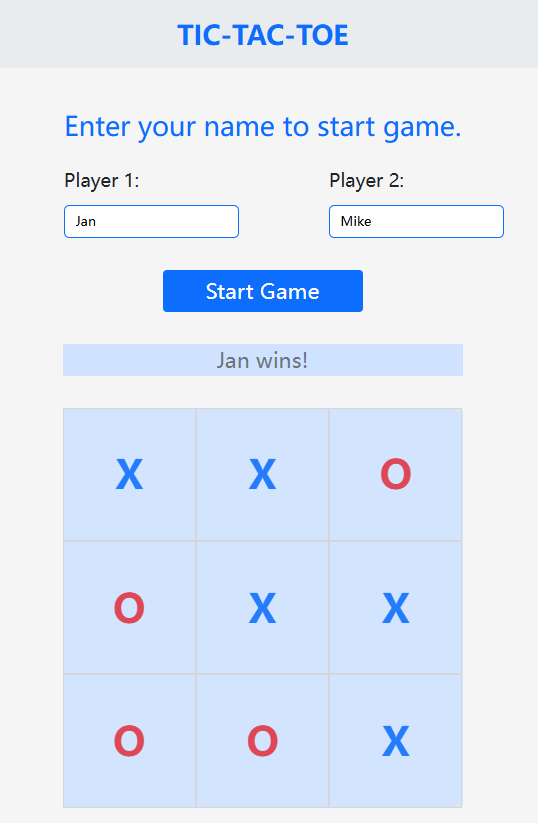 TIC-TAC-TOE
Enter your name to start game.
Player 1: Player 2:
Jan Mike
Start Game
Jan wins!
X X O
O X X
O O X